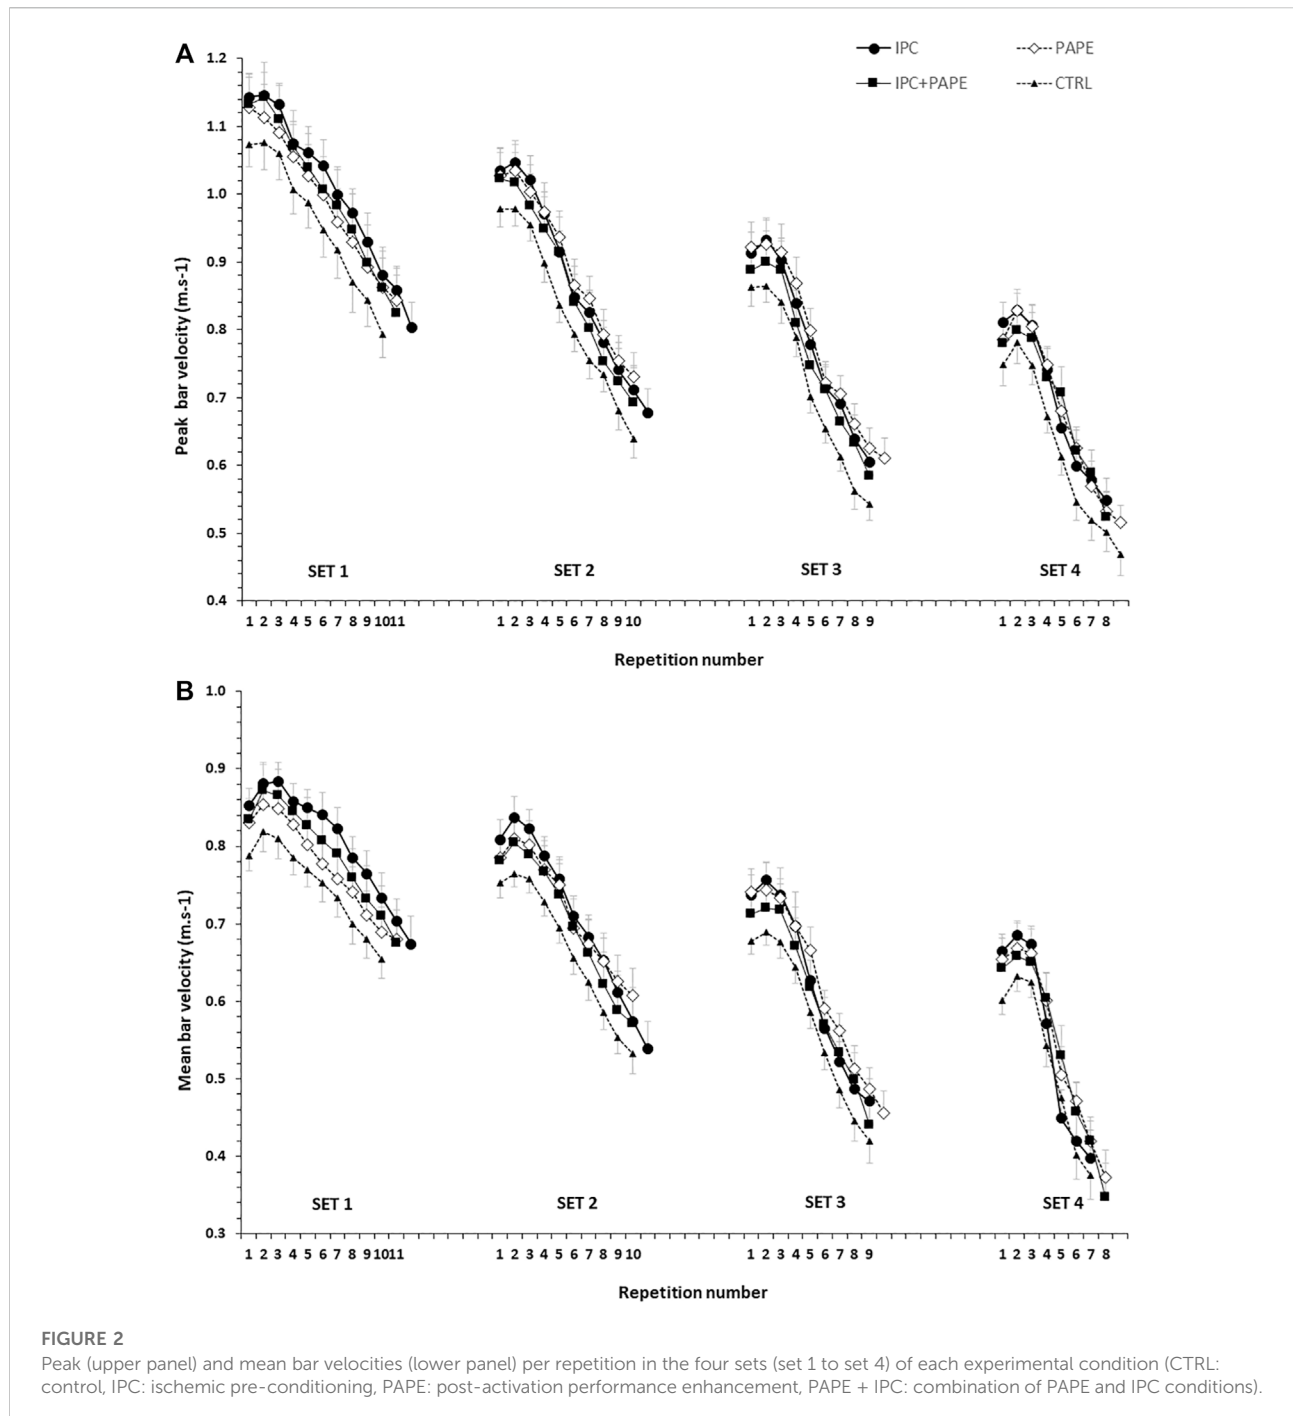 A
IPC
PAPE
IPC+PAPE
CTRL
Peak bar velocity (m.s-1)
1.2
1.1
1.0
0.9
0.8
0.7
0.6
0.5
0.4
SET 1
SET 2
SET 3
SET 4
1 2 3 4 5 6 7 8 9 10 11
1 2 3 4 5 6 7 8 9 10
1 2 3 4 5 6 7 8 9
1 2 3 4 5 6 7 8
Repetition number
B
Mean bar velocity (m.s-1)
1.0
0.9
0.8
0.7
0.6
0.5
0.4
0.3
SET 1
SET 2
SET 3
SET 4
1 2 3 4 5 6 7 8 9 10 11
1 2 3 4 5 6 7 8 9 10
1 2 3 4 5 6 7 8 9
1 2 3 4 5 6 7 8
Repetition number
FIGURE 2
Peak (upper panel) and mean bar velocities (lower panel) per repetition in the four sets (set 1 to set 4) of each experimental condition (CTRL:
control, IPC: ischemic pre-conditioning, PAPE: post-activation performance enhancement, PAPE + IPC: combination of PAPE and IPC conditions).